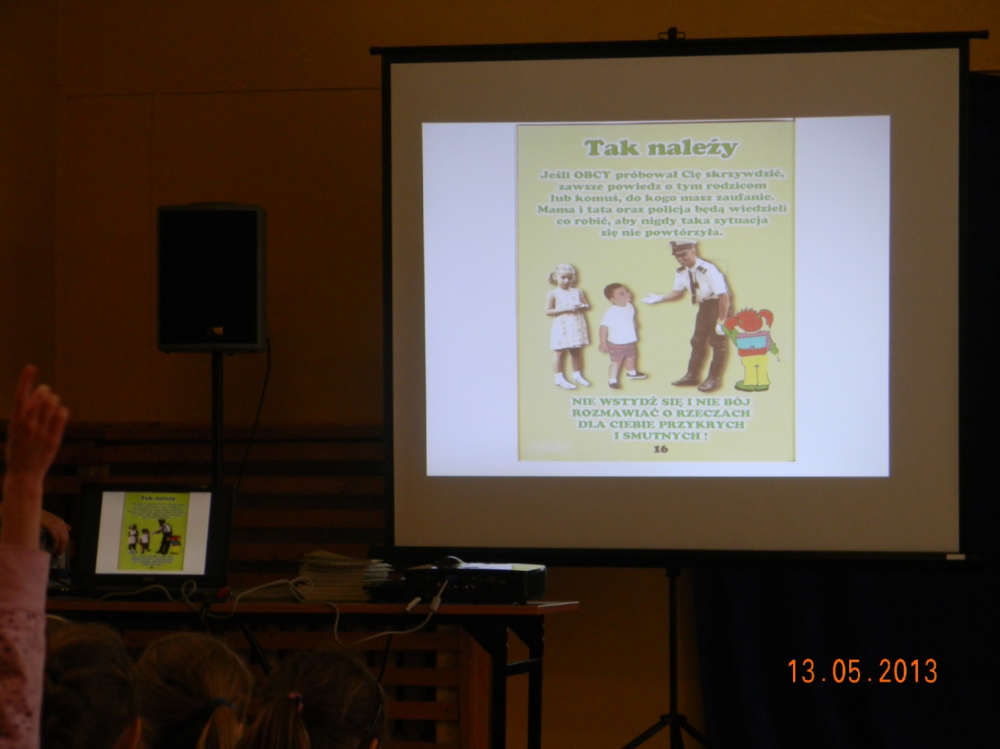 Tak należy
Jeśli OBCY próbował Cię skrzywdzić,
zawsze powiedz o tym rodzicom
lub komuś, do kogo masz zaufanie.
Mama i tata oraz policja będą wiedzieli
co robić, aby nigdy taka sytuacja
się nie powtórzyła.
NIE WSTYDŹ SIĘ I NIE BÓJ
ROZMAWIAĆ O RZECZACH
DLA CIEBIE PRZYKRYCH
I SMUTNYCH !
16
Tak należy
13.05.2013